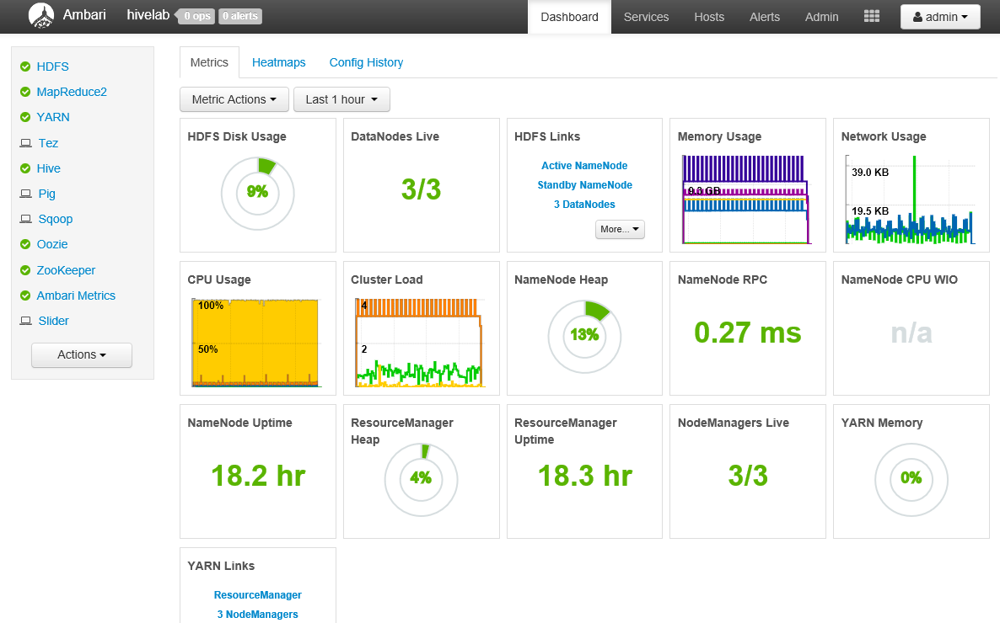 Ambari hivelab 0 ops 0 alerts Dashboard Services Hosts Alerts Admin admin
HDFS
MapReduce2
YARN
Tez
Hive
Pig
Sqoop
Oozie
ZooKeeper
Ambari Metrics
Slider
Actions
Metrics Heatmaps Config History
Metric Actions Last 1 hour
HDFS Disk Usage
9%
DataNodes Live
3/3
HDFS Links
Active NameNode
Standby NameNode
3 DataNodes
More...
Memory Usage
9.3 GB
Network Usage
39.0 KB
19.5 KB
CPU Usage
100%
50%
Cluster Load
4
2
NameNode Heap
13%
NameNode RPC
0.27 ms
NameNode CPU WIO
n/a
NameNode Uptime
18.2 hr
ResourceManager
Heap
4%
ResourceManager
Uptime
18.3 hr
NodeManagers Live
3/3
YARN Memory
0%
YARN Links
ResourceManager
3 NodeManagers